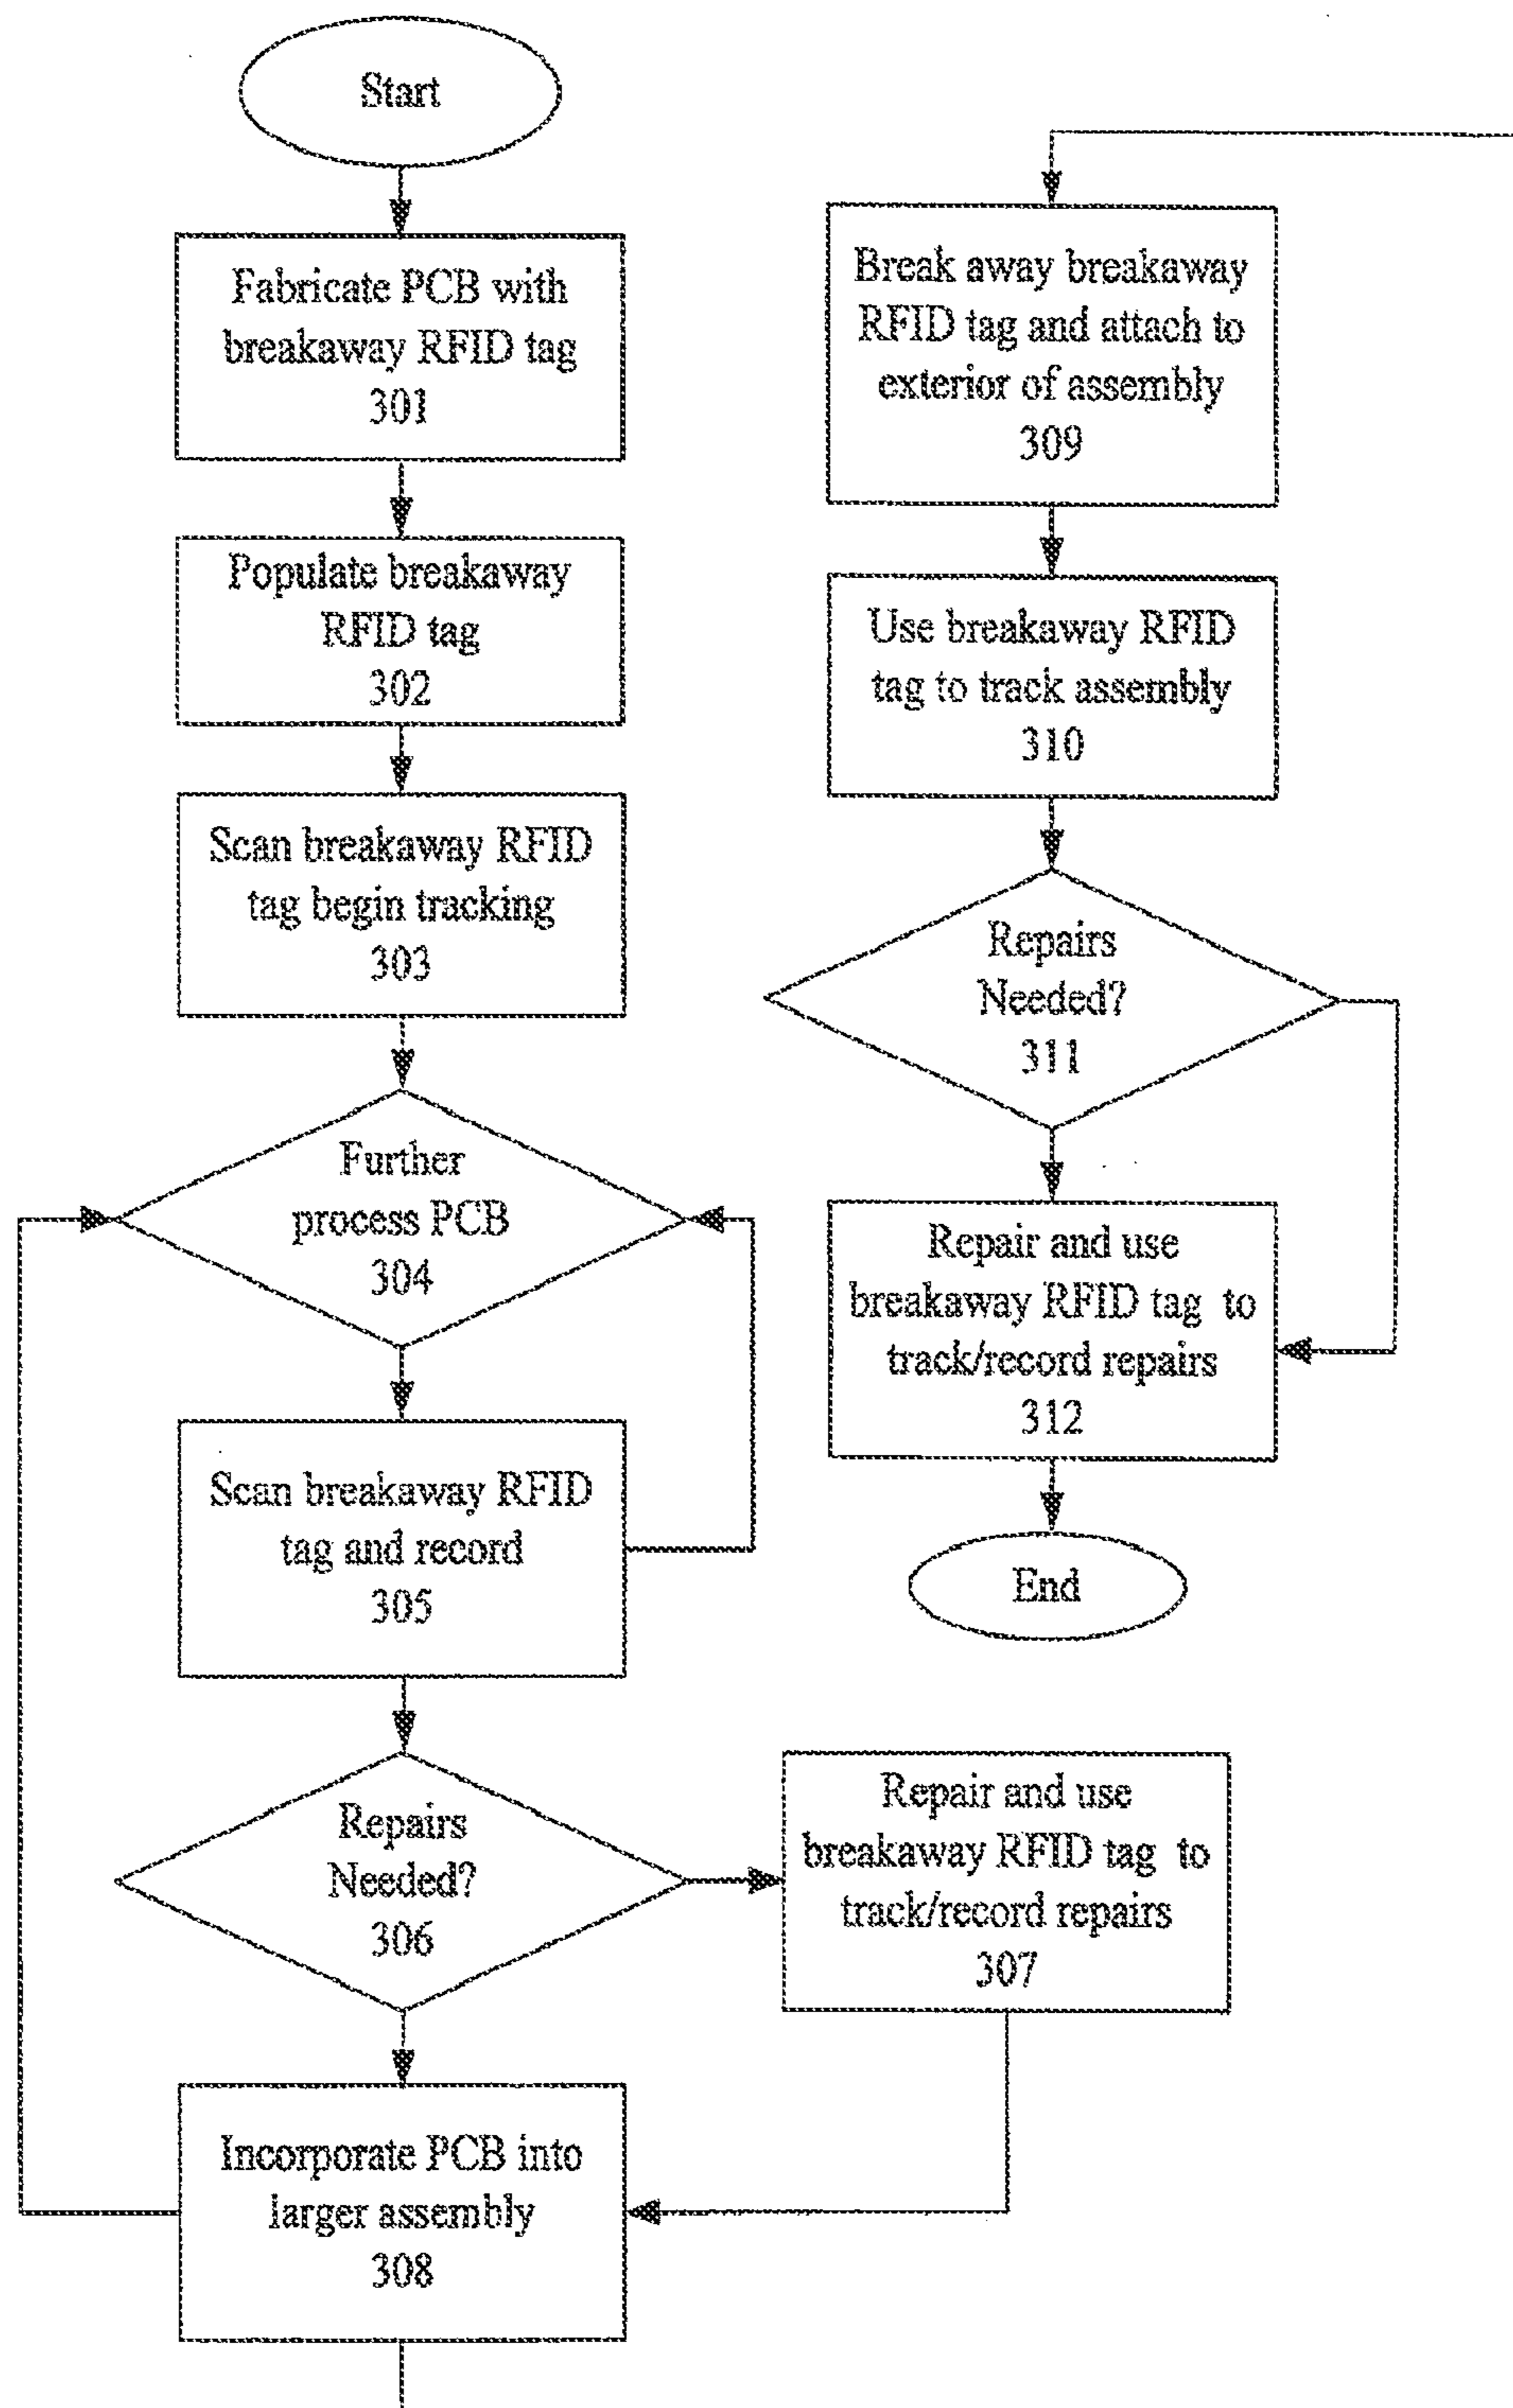 Start
Fabricate PCB with
breakaway RFID tag
301
Populate breakaway
RFID tag
302
Scan breakaway RFID
tag begin tracking
303
Further
process PCB
304
Scan breakaway RFID
tag and record
305
Repairs
Needed?
306
Repair and use
breakaway RFID tag to
track/record repairs
307
Incorporate PCB into
larger assembly
308
Break away breakaway
RFID tag and attach to
exterior of assembly
309
Use breakaway RFID
tag to track assembly
310
Repairs
Needed?
311
Repair and use
breakaway RFID tag to
track/record repairs
312
End